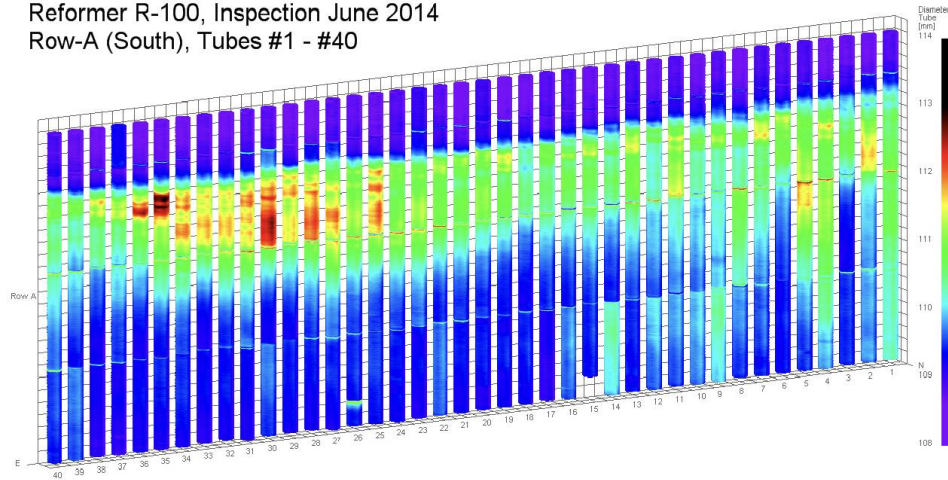 Reformer R-100, Inspection June 2014
Row-A (South), Tubes #1 - #40
Diameter
Tube
[mm]
114
113
112
111
110
109
108
Row A
N
E
40 39 38 37 36 35 34 33 32 31 30 29 28 27 26 25 24 23 22 21 20 19 18 17 16 15 14 13 12 11 10 9 8 7 6 5 4 3 2 1